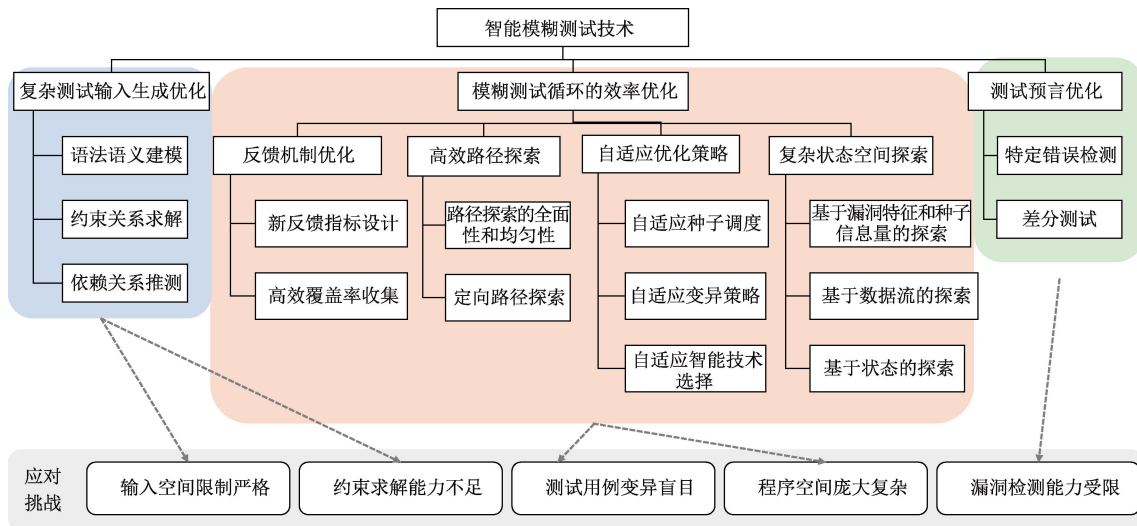 智能模糊测试技术
复杂测试输入生成优化
模糊测试循环的效率优化
测试预言优化
语法语义建模
约束关系求解
依赖关系推测
反馈机制优化
新反馈指标设计
高效覆盖率收集
高效路径探索
路径探索的全面
性和均匀性
定向路径探索
自适应优化策略
自适应种子调度
自适应变异策略
自适应智能技术
选择
复杂状态空间探索
基于漏洞特征和种子
信息量的探索
基于数据流的探索
基于状态的探索
特定错误检测
差分测试
应对
挑战
输入空间限制严格
约束求解能力不足
测试用例变异盲目
程序空间庞大复杂
漏洞检测能力受限